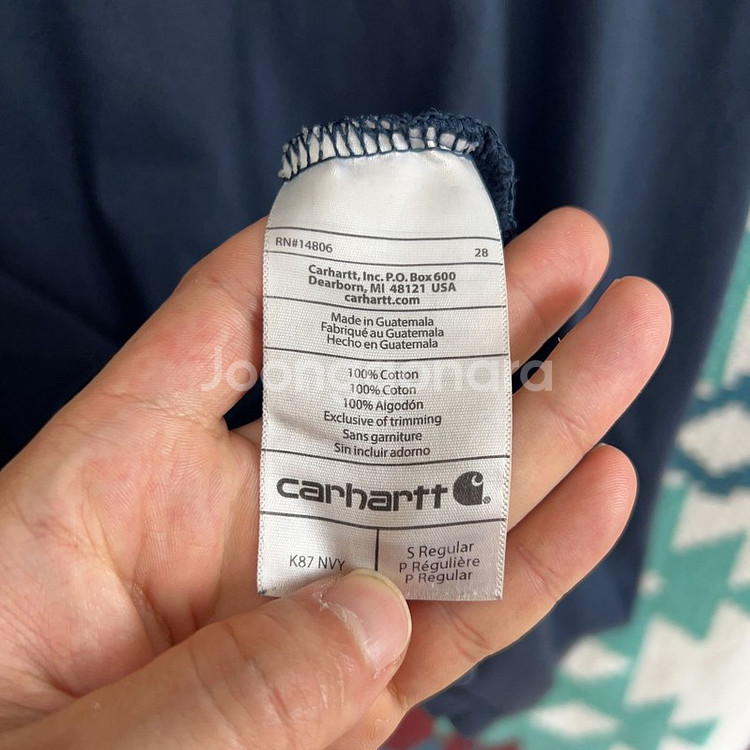 RN#14806 28
Carhartt, Inc. P.O. Box 600
Dearborn, MI 48121 USA
carhartt.com
Made in Guatemala
Fabriqué au Guatemala
Hecho en Guatemala
100% Cotton
100% Coton
100% Algodón
Exclusive of trimming
Sans garniture
Sin incluir adorno
carhartt
K87 NVY
S Regular
P Régulière
P Regular